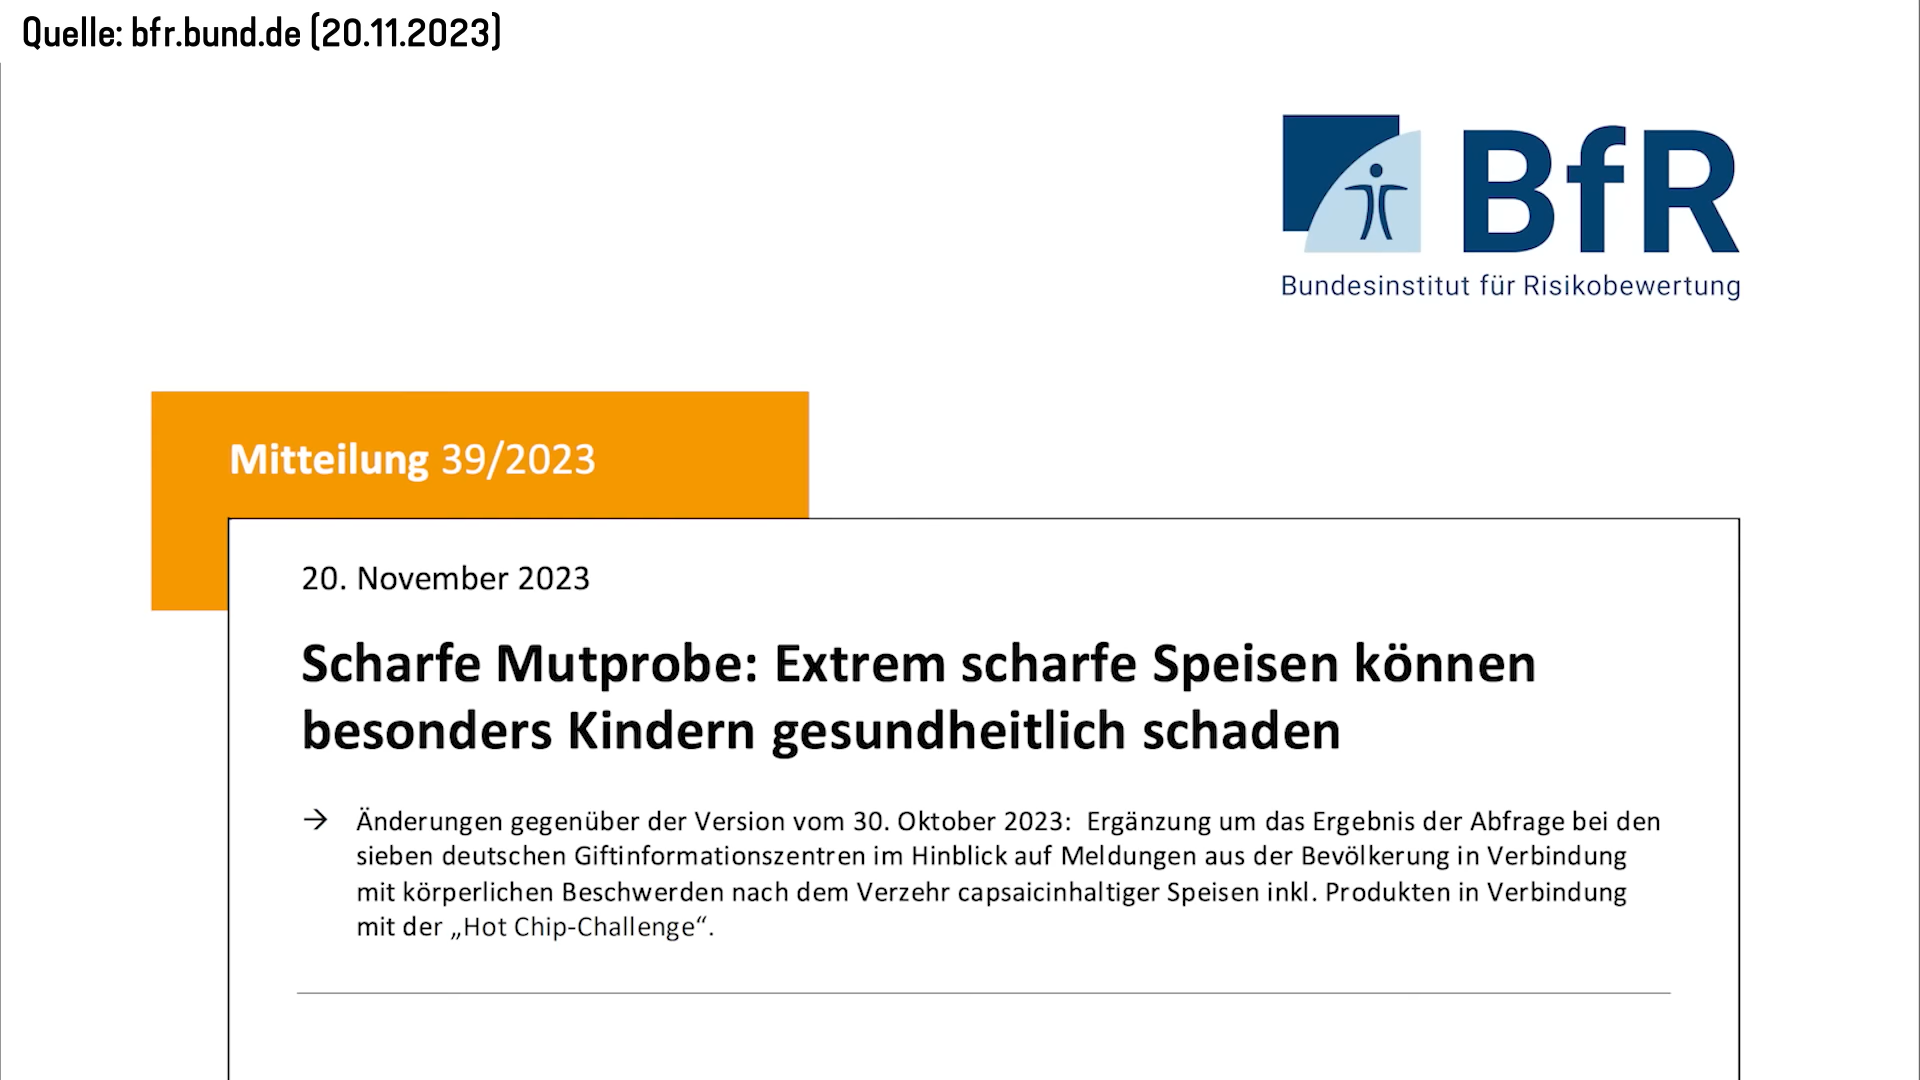 Quelle: bfr.bund.de (20.11.2023)
BfR
Bundesinstitut für Risikobewertung
Mitteilung 39/2023
20. November 2023
Scharfe Mutprobe: Extrem scharfe Speisen können
besonders Kindern gesundheitlich schaden
→ Änderungen gegenüber der Version vom 30. Oktober 2023: Ergänzung um das Ergebnis der Abfrage bei den
sieben deutschen Giftinformationszentren im Hinblick auf Meldungen aus der Bevölkerung in Verbindung
mit körperlichen Beschwerden nach dem Verzehr capsaicinhaltiger Speisen inkl. Produkten in Verbindung
mit der „Hot Chip-Challenge“.